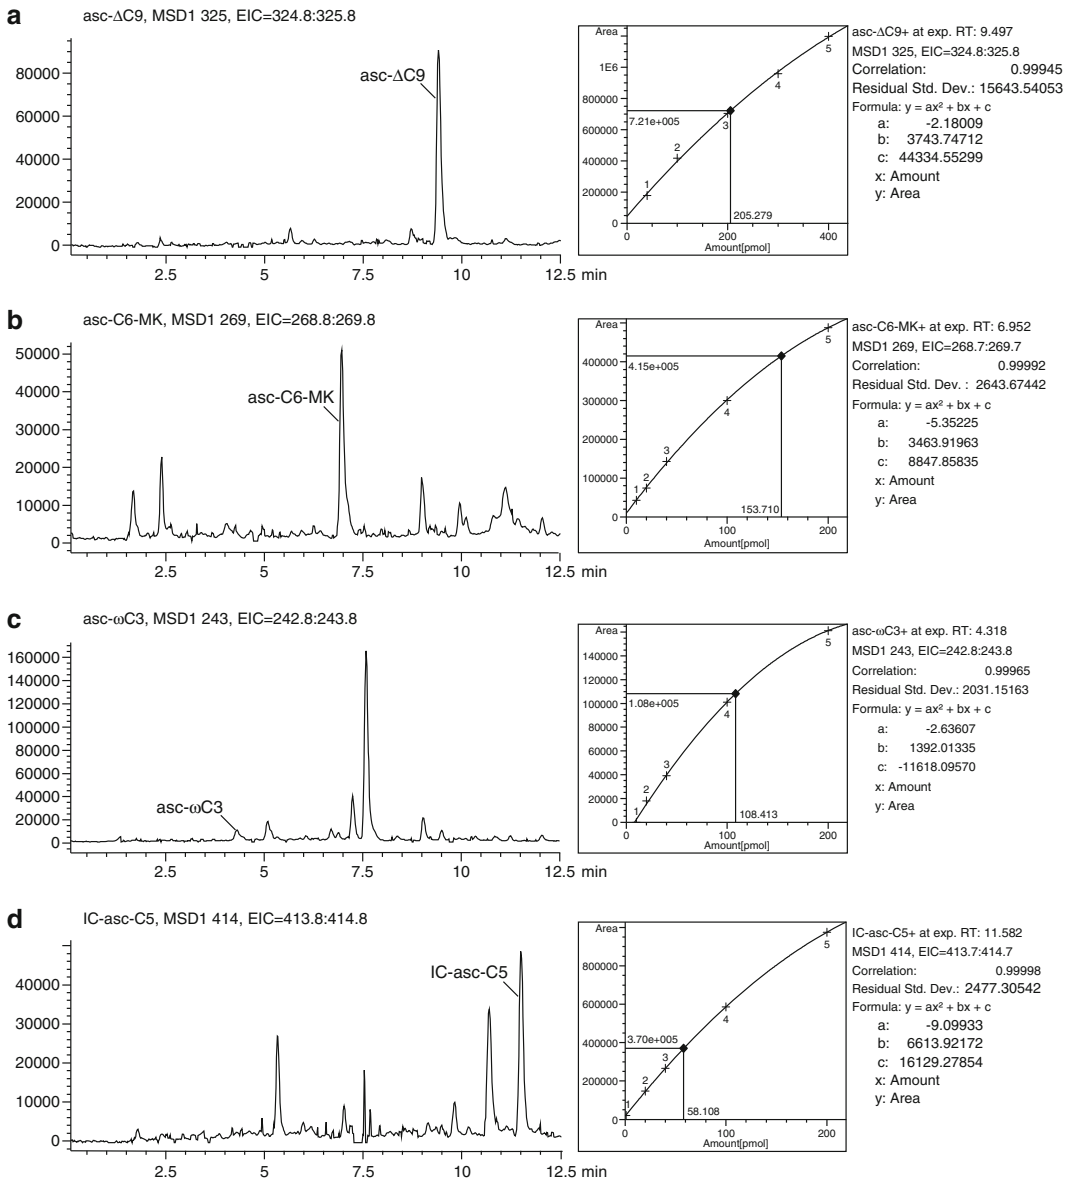 a
asc-ΔC9, MSD1 325, EIC=324.8:325.8
80000
60000
40000
20000
0
asc-ΔC9
2.5 5 7.5 10 12.5 min
Area
1E6
800000
600000
400000
200000
0
7.21e+005
1
2
3
4
5
205.279
0 200 400
Amount[pmol]
asc-ΔC9+ at exp. RT: 9.497
MSD1 325, EIC=324.8:325.8
Correlation: 0.99945
Residual Std. Dev.: 15643.54053
Formula: y = ax² + bx + c
a: -2.18009
b: 3743.74712
c: 44334.55299
x: Amount
y: Area
b
asc-C6-MK, MSD1 269, EIC=268.8:269.8
50000
40000
30000
20000
10000
0
asc-C6-MK
2.5 5 7.5 10 12.5 min
Area
400000
300000
200000
100000
0
4.15e+005
1
2
3
4
5
153.710
0 100 200
Amount[pmol]
asc-C6-MK+ at exp. RT: 6.952
MSD1 269, EIC=268.7:269.7
Correlation: 0.99992
Residual Std. Dev. : 2643.67442
Formula: y = ax² + bx + c
a: -5.35225
b: 3463.91963
c: 8847.85835
x: Amount
y: Area
c
asc-ωC3, MSD1 243, EIC=242.8:243.8
160000
140000
120000
100000
80000
60000
40000
20000
0
asc-ωC3
2.5 5 7.5 10 12.5 min
Area
140000
120000
100000
80000
60000
40000
20000
0
1.08e+005
1
2
3
4
5
108.413
0 100 200
Amount[pmol]
asc-ωC3+ at exp. RT: 4.318
MSD1 243, EIC=242.8:243.8
Correlation: 0.99965
Residual Std. Dev.: 2031.15163
Formula: y = ax² + bx + c
a: -2.63607
b: 1392.01335
c: -11618.09570
x: Amount
y: Area
d
IC-asc-C5, MSD1 414, EIC=413.8:414.8
40000
30000
20000
10000
0
IC-asc-C5
2.5 5 7.5 10 12.5 min
Area
800000
600000
400000
200000
0
3.70e+005
1
2
3
4
5
58.108
0 100 200
Amount[pmol]
IC-asc-C5+ at exp. RT: 11.582
MSD1 414, EIC=413.7:414.7
Correlation: 0.99998
Residual Std. Dev.: 2477.30542
Formula: y = ax² + bx + c
a: -9.09933
b: 6613.92172
c: 16129.27854
x: Amount
y: Area